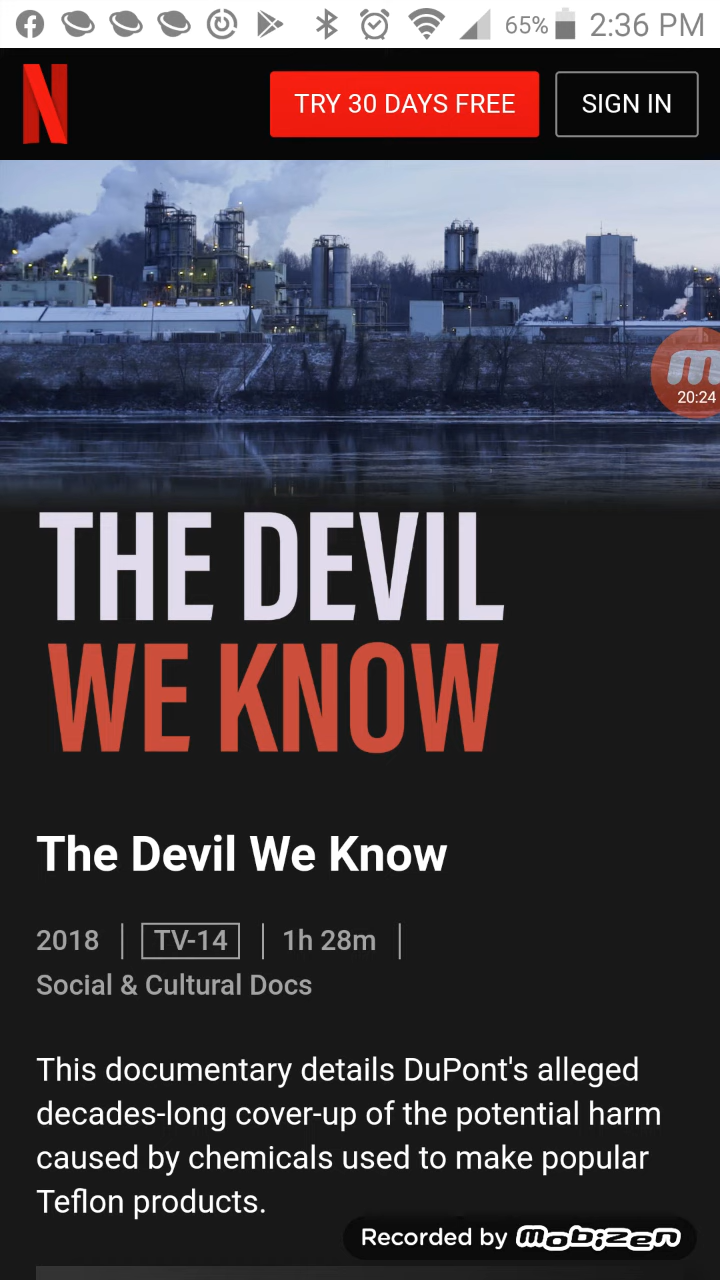 65% 2:36 PM
N
TRY 30 DAYS FREE SIGN IN
m
20:24
THE DEVIL
WE KNOW
The Devil We Know
2018 | TV-14 | 1h 28m |
Social & Cultural Docs
This documentary details DuPont's alleged
decades-long cover-up of the potential harm
caused by chemicals used to make popular
Teflon products.
Recorded by mobizen